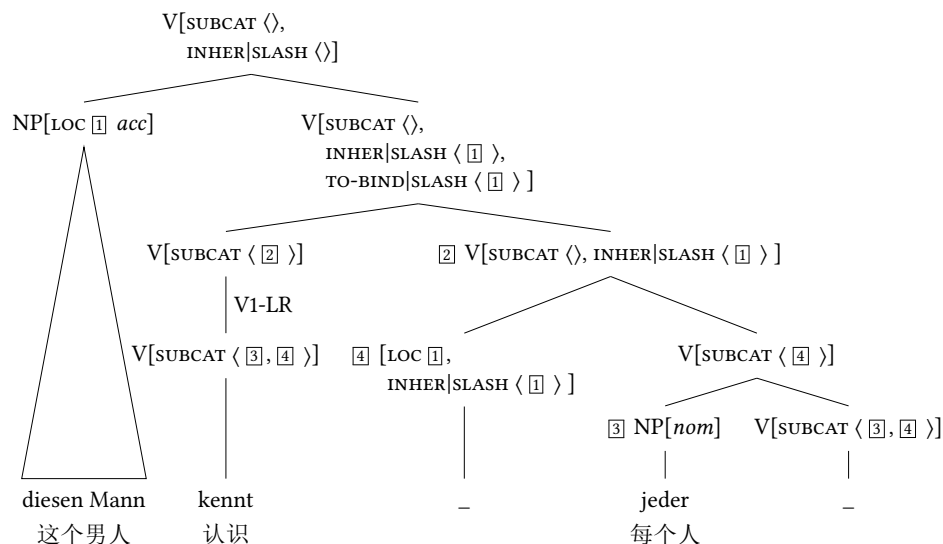 V[SUBCAT ⟨⟩,
INHER|SLASH ⟨⟩]
NP[LOC 1 acc]
V[SUBCAT ⟨⟩,
INHER|SLASH ⟨ 1 ⟩,
TO-BIND|SLASH ⟨ 1 ⟩ ]
V[SUBCAT ⟨ 2 ⟩]
2 V[SUBCAT ⟨⟩, INHER|SLASH ⟨ 1 ⟩ ]
V1-LR
V[SUBCAT ⟨ 3, 4 ⟩]
4 [LOC 1,
INHER|SLASH ⟨ 1 ⟩ ]
V[SUBCAT ⟨ 4 ⟩]
3 NP[nom]
V[SUBCAT ⟨ 3, 4 ⟩]
diesen Mann kennt _ jeder _
这个男人 认识 每个人